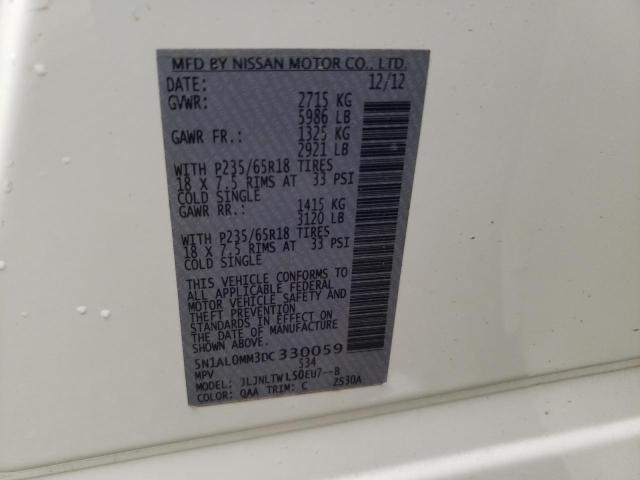 MFD BY NISSAN MOTOR CO., LTD.
DATE: 12/12
GVWR: 2715 KG
5986 LB
GAWR FR.: 1325 KG
2921 LB
WITH P235/65R18 TIRES
18 X 7.5 RIMS AT 33 PSI
COLD SINGLE
GAWR RR.: 1415 KG
3120 LB
WITH P235/65R18 TIRES
18 X 7.5 RIMS AT 33 PSI
COLD SINGLE
THIS VEHICLE CONFORMS TO
ALL APPLICABLE FEDERAL
MOTOR VEHICLE SAFETY AND
THEFT PREVENTION
STANDARDS IN EFFECT ON
THE DATE OF MANUFACTURE
SHOWN ABOVE.
5N1AL0MM3DC330059
MPV 534
MODEL: JLJNLTWLS0EU7--B
COLOR: QAA TRIM: C ZS30A